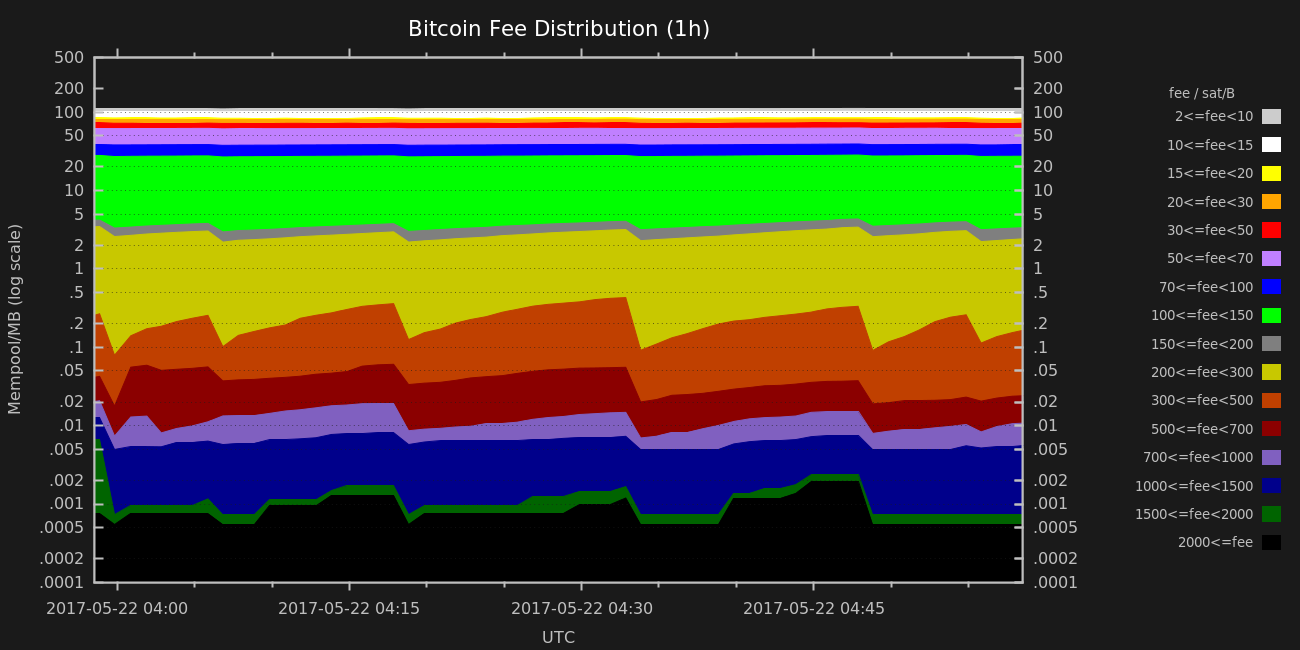 Bitcoin Fee Distribution (1h)
500 500
200 200
100 100
50 50
20 20
10 10
5 5
2 2
1 1
.5 .5
.2 .2
.1 .1
.05 .05
.02 .02
.01 .01
.005 .005
.002 .002
.001 .001
.0005 .0005
.0002 .0002
.0001 .0001
Mempool/MB (log scale)
2017-05-22 04:00 2017-05-22 04:15 2017-05-22 04:30 2017-05-22 04:45
UTC
fee / sat/B
2<=fee<10
10<=fee<15
15<=fee<20
20<=fee<30
30<=fee<50
50<=fee<70
70<=fee<100
100<=fee<150
150<=fee<200
200<=fee<300
300<=fee<500
500<=fee<700
700<=fee<1000
1000<=fee<1500
1500<=fee<2000
2000<=fee